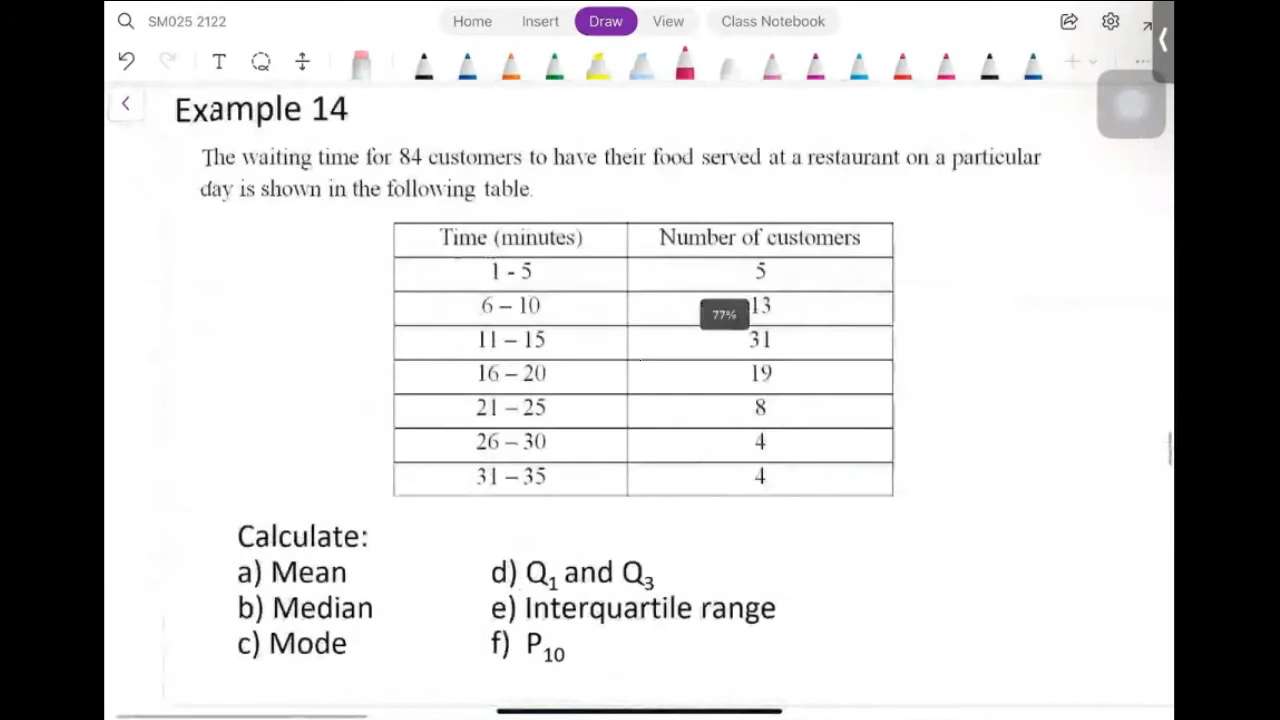 SM025 2122
Home Insert Draw View Class Notebook
T
Example 14
The waiting time for 84 customers to have their food served at a restaurant on a particular
day is shown in the following table.
Time (minutes) Number of customers
1 - 5 5
6 – 10 13
77%
11 – 15 31
16 – 20 19
21 – 25 8
26 – 30 4
31 – 35 4
Calculate:
a) Mean d) Q1 and Q3
b) Median e) Interquartile range
c) Mode f) P10